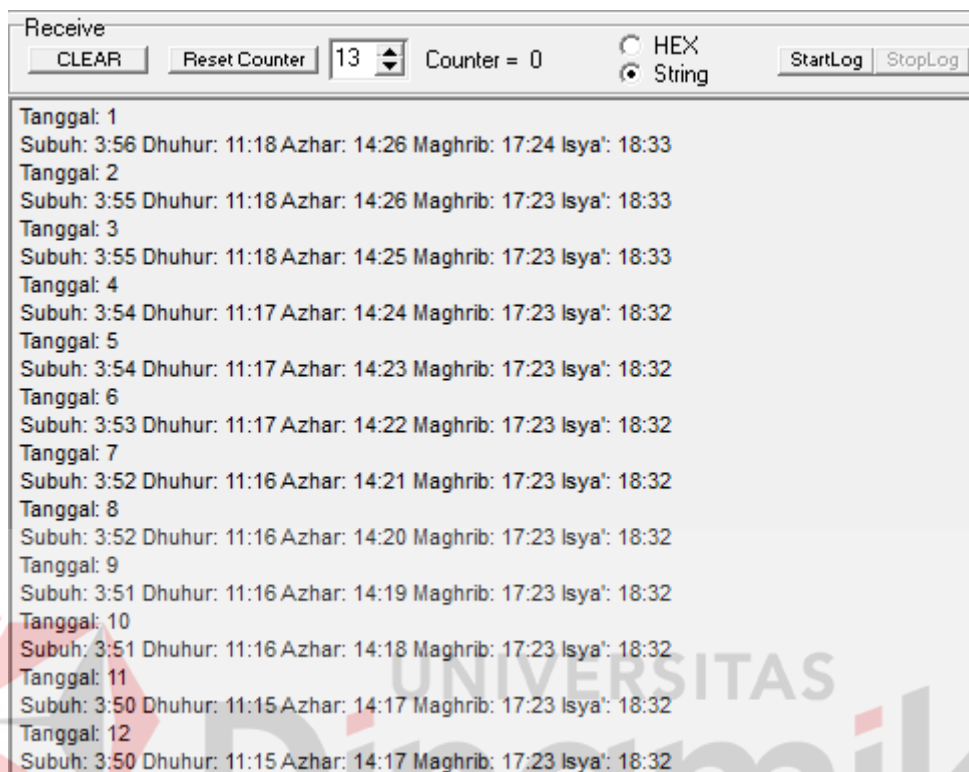 Receive
CLEAR Reset Counter 13 Counter = 0 HEX String StartLog StopLog
Tanggal: 1
Subuh: 3:56 Dhuhur: 11:18 Azhar: 14:26 Maghrib: 17:24 Isya': 18:33
Tanggal: 2
Subuh: 3:55 Dhuhur: 11:18 Azhar: 14:26 Maghrib: 17:23 Isya': 18:33
Tanggal: 3
Subuh: 3:55 Dhuhur: 11:18 Azhar: 14:25 Maghrib: 17:23 Isya': 18:33
Tanggal: 4
Subuh: 3:54 Dhuhur: 11:17 Azhar: 14:24 Maghrib: 17:23 Isya': 18:32
Tanggal: 5
Subuh: 3:54 Dhuhur: 11:17 Azhar: 14:23 Maghrib: 17:23 Isya': 18:32
Tanggal: 6
Subuh: 3:53 Dhuhur: 11:17 Azhar: 14:22 Maghrib: 17:23 Isya': 18:32
Tanggal: 7
Subuh: 3:52 Dhuhur: 11:16 Azhar: 14:21 Maghrib: 17:23 Isya': 18:32
Tanggal: 8
Subuh: 3:52 Dhuhur: 11:16 Azhar: 14:20 Maghrib: 17:23 Isya': 18:32
Tanggal: 9
Subuh: 3:51 Dhuhur: 11:16 Azhar: 14:19 Maghrib: 17:23 Isya': 18:32
Tanggal: 10
Subuh: 3:51 Dhuhur: 11:16 Azhar: 14:18 Maghrib: 17:23 Isya': 18:32
Tanggal: 11
Subuh: 3:50 Dhuhur: 11:15 Azhar: 14:17 Maghrib: 17:23 Isya': 18:32
Tanggal: 12
Subuh: 3:50 Dhuhur: 11:15 Azhar: 14:17 Maghrib: 17:23 Isya': 18:32
UNIVERSITAS